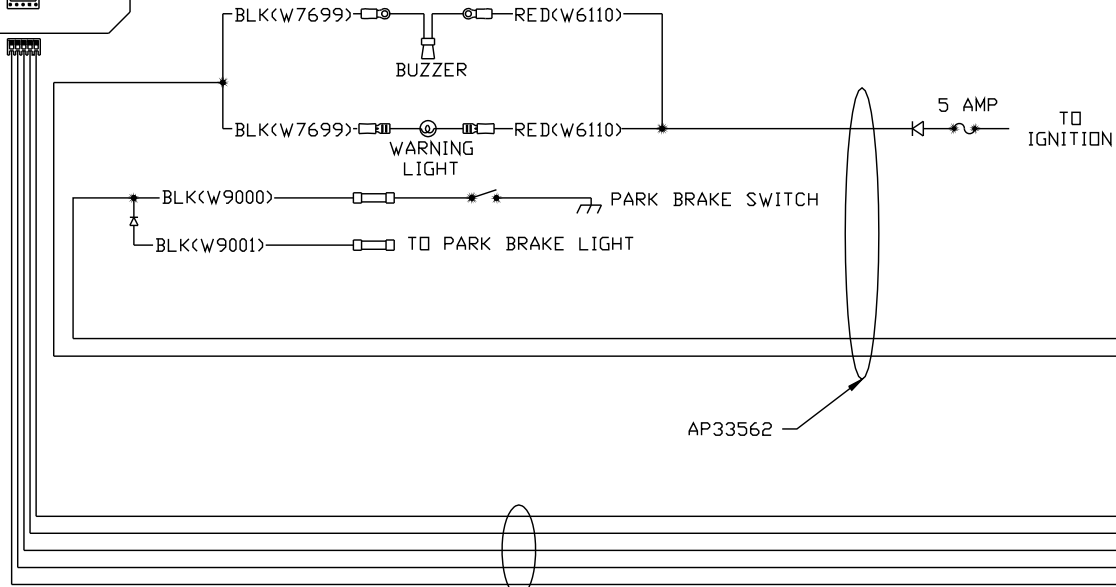 BLK(W7699) RED(W6110)
BUZZER
5 AMP
TO
IGNITION
BLK(W7699) RED(W6110)
WARNING
LIGHT
BLK(W9000) PARK BRAKE SWITCH
BLK(W9001) TO PARK BRAKE LIGHT
AP33562